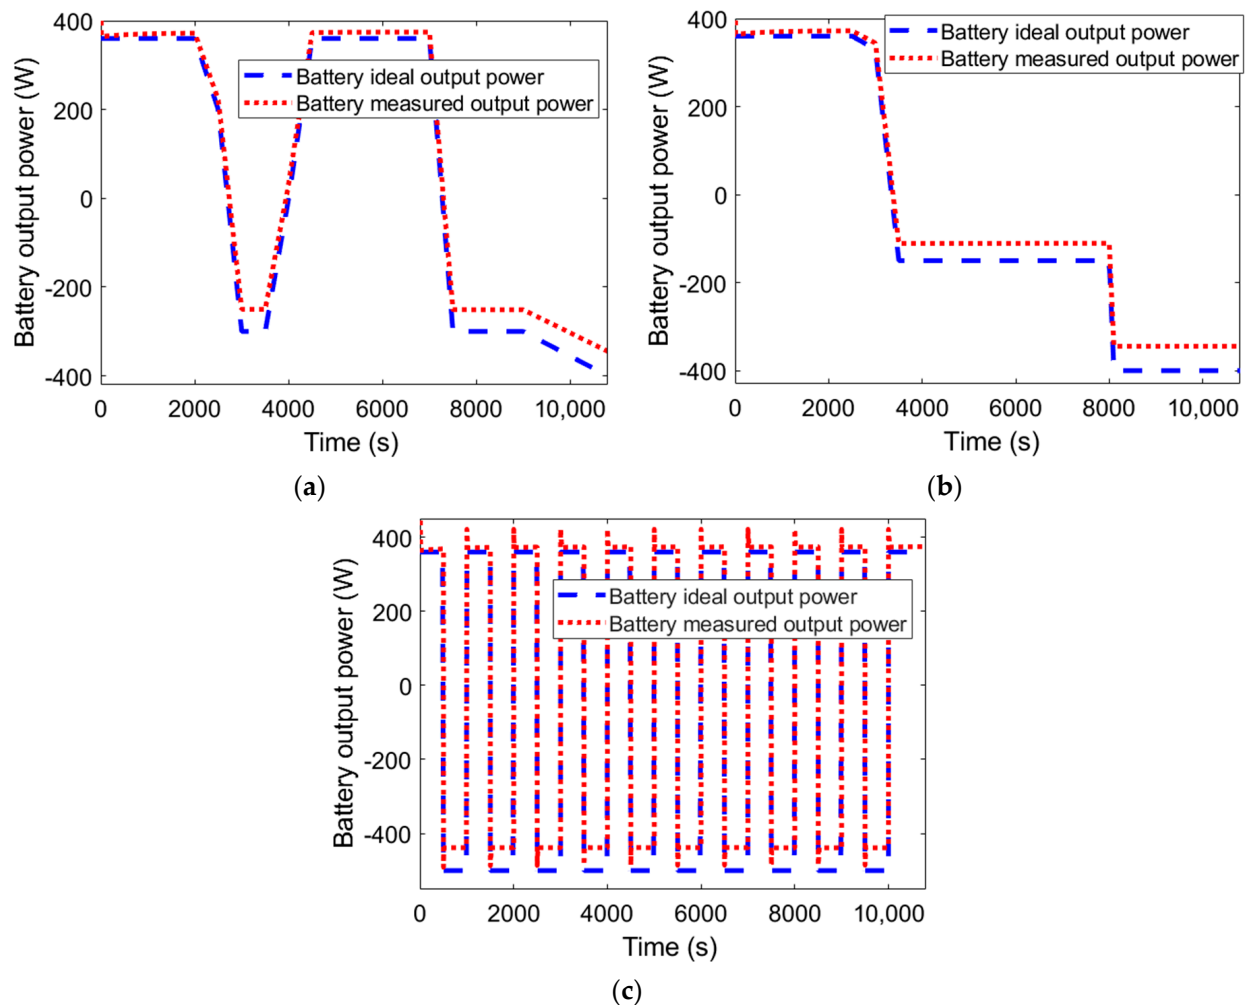 400
200
0
-200
-400
Battery output power (W)
Battery ideal output power
Battery measured output power
0 2000 4000 6000 8000 10,000
Time (s)
(a)
400
200
0
-200
-400
Battery output power (W)
Battery ideal output power
Battery measured output power
0 2000 4000 6000 8000 10,000
Time (s)
(b)
400
200
0
-200
-400
Battery output power (W)
Battery ideal output power
Battery measured output power
0 2000 4000 6000 8000 10,000
Time (s)
(c)